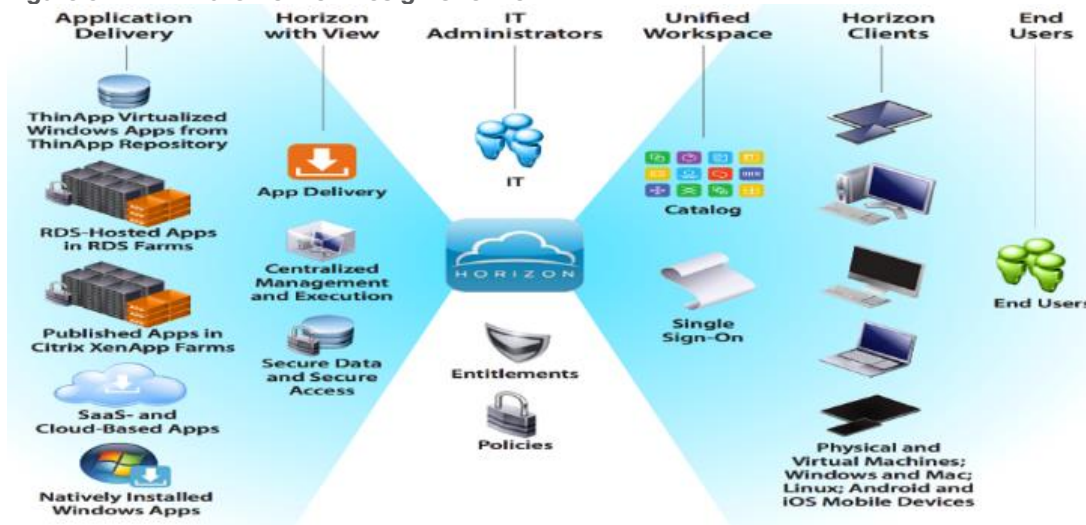 Application
Delivery
Horizon
with View
IT
Administrators
Unified
Workspace
Horizon
Clients
End
Users
ThinApp Virtualized
Windows Apps from
ThinApp Repository
RDS-Hosted Apps
in RDS Farms
Published Apps in
Citrix XenApp Farms
SaaS- and
Cloud-Based Apps
Natively Installed
Windows Apps
App Delivery
Centralized
Management
and Execution
Secure Data
and Secure
Access
IT
HORIZON
Entitlements
Policies
Catalog
Single
Sign-On
Physical and
Virtual Machines;
Windows and Mac;
Linux; Android and
iOS Mobile Devices
End Users